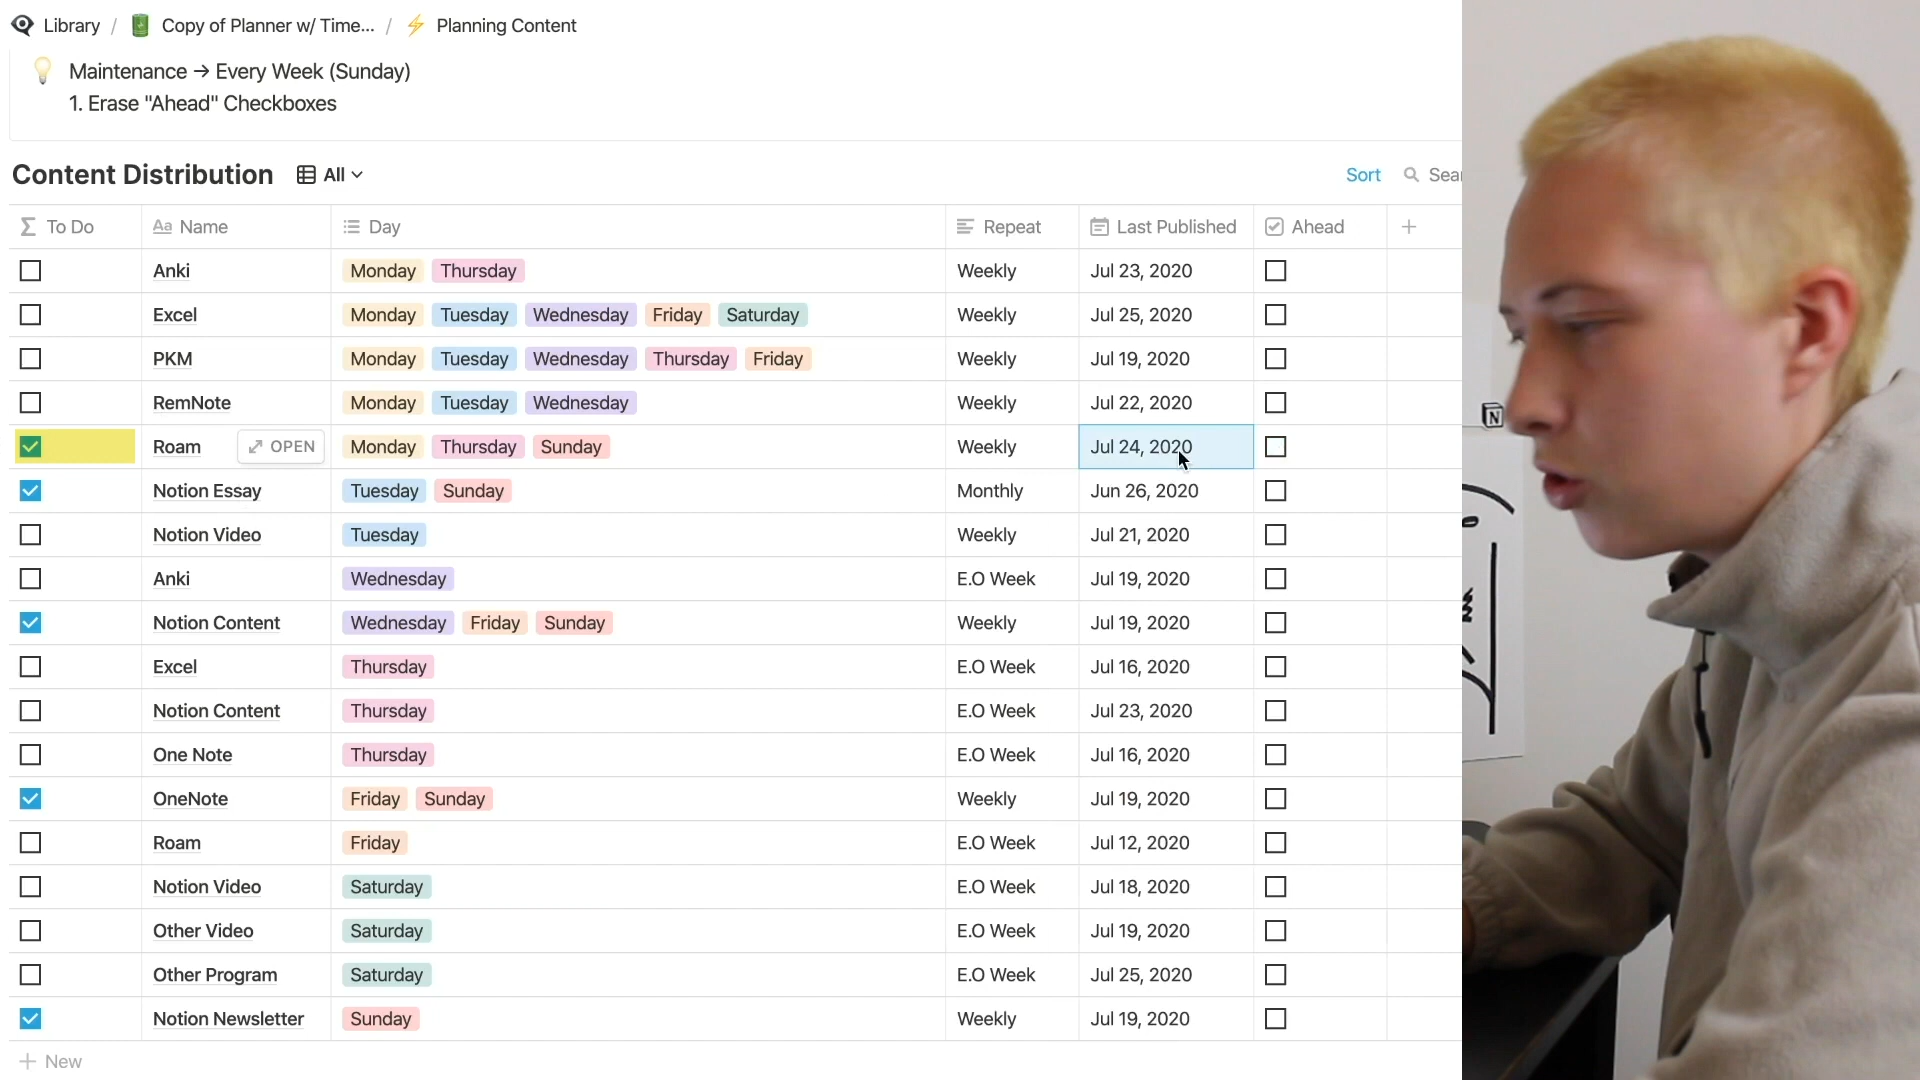 Library / Copy of Planner w/ Time... / Planning Content
Maintenance → Every Week (Sunday)
1. Erase "Ahead" Checkboxes
Content Distribution All Sort Sear
To Do Name Day Repeat Last Published Ahead
Anki Monday Thursday Weekly Jul 23, 2020
Excel Monday Tuesday Wednesday Friday Saturday Weekly Jul 25, 2020
PKM Monday Tuesday Wednesday Thursday Friday Weekly Jul 19, 2020
RemNote Monday Tuesday Wednesday Weekly Jul 22, 2020
Roam OPEN Monday Thursday Sunday Weekly Jul 24, 2020
Notion Essay Tuesday Sunday Monthly Jun 26, 2020
Notion Video Tuesday Weekly Jul 21, 2020
Anki Wednesday E.O Week Jul 19, 2020
Notion Content Wednesday Friday Sunday Weekly Jul 19, 2020
Excel Thursday E.O Week Jul 16, 2020
Notion Content Thursday E.O Week Jul 23, 2020
One Note Thursday E.O Week Jul 16, 2020
OneNote Friday Sunday Weekly Jul 19, 2020
Roam Friday E.O Week Jul 12, 2020
Notion Video Saturday E.O Week Jul 18, 2020
Other Video Saturday E.O Week Jul 19, 2020
Other Program Saturday E.O Week Jul 25, 2020
Notion Newsletter Sunday Weekly Jul 19, 2020
+ New